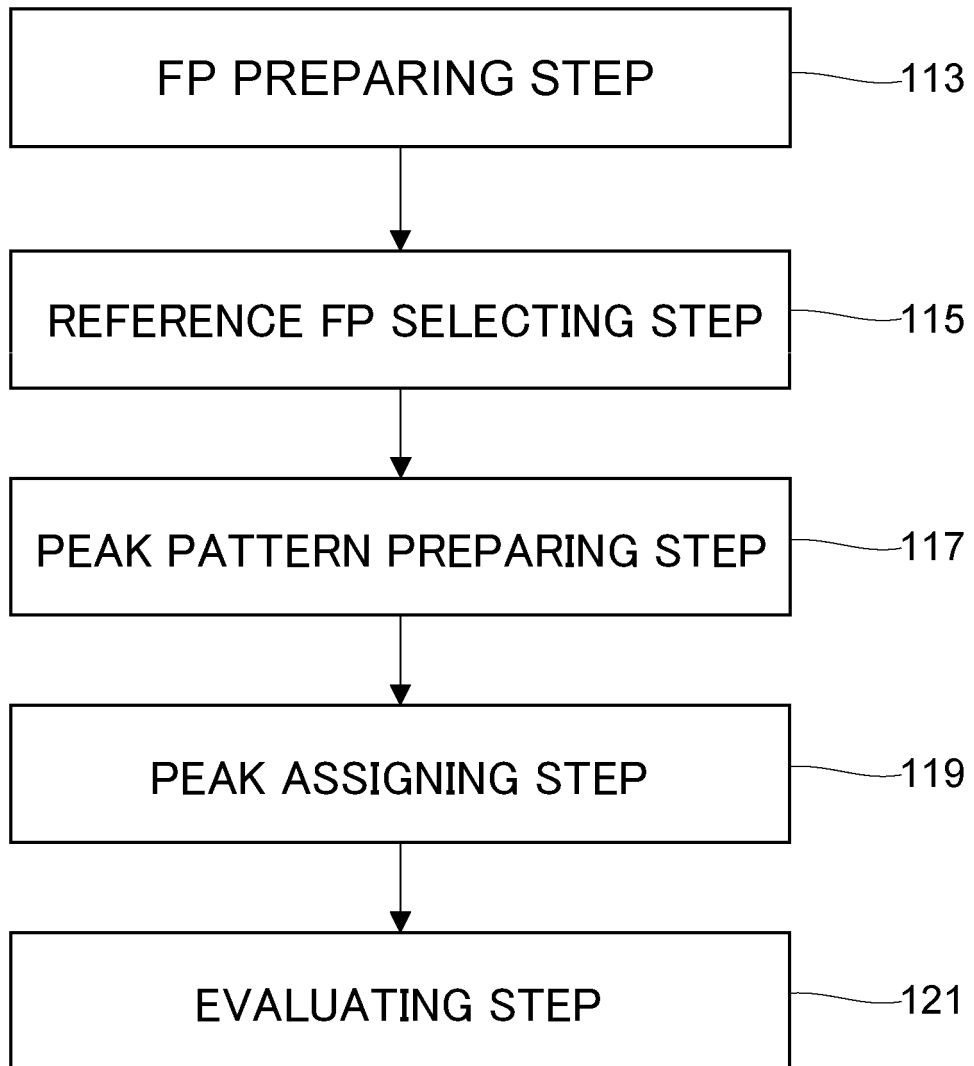 FP PREPARING STEP
113
REFERENCE FP SELECTING STEP
115
PEAK PATTERN PREPARING STEP
117
PEAK ASSIGNING STEP
119
EVALUATING STEP
121